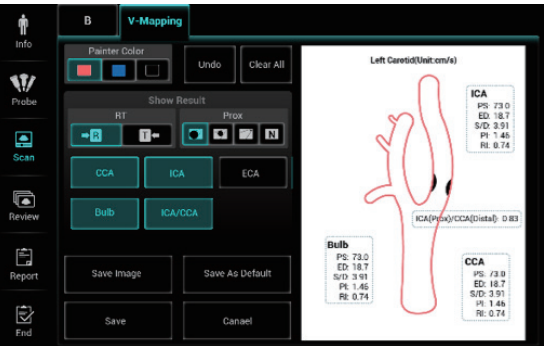 Info
Probe
Scan
Review
Report
End
B
V-Mapping
Painter Color
Undo
Clear All
Show Result
RT
Prox
R
T
N
CCA
ICA
ECA
Bulb
ICA/CCA
Save Image
Save As Default
Save
Canael
Left Carotid(Unit:cm/s)
ICA
PS: 73.0
ED: 18.7
S/D: 3.91
PI: 1.46
RI: 0.74
ICA(Prox)/CCA(Distal): 0.83
Bulb
PS: 73.0
ED: 18.7
S/D: 3.91
PI: 1.46
RI: 0.74
CCA
PS: 73.0
ED: 18.7
S/D: 3.91
PI: 1.46
RI: 0.74